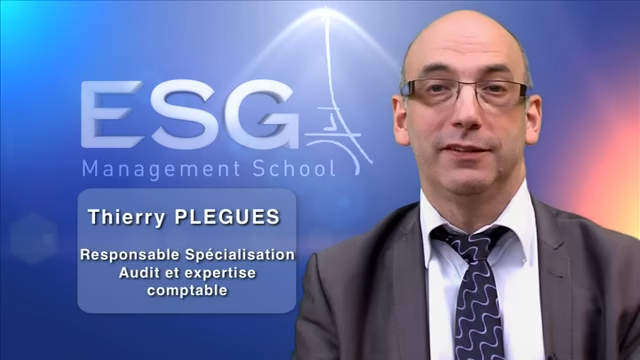 ESG
Management School
Thierry PLEGUES
Responsable Spécialisation
Audit et expertise
comptable